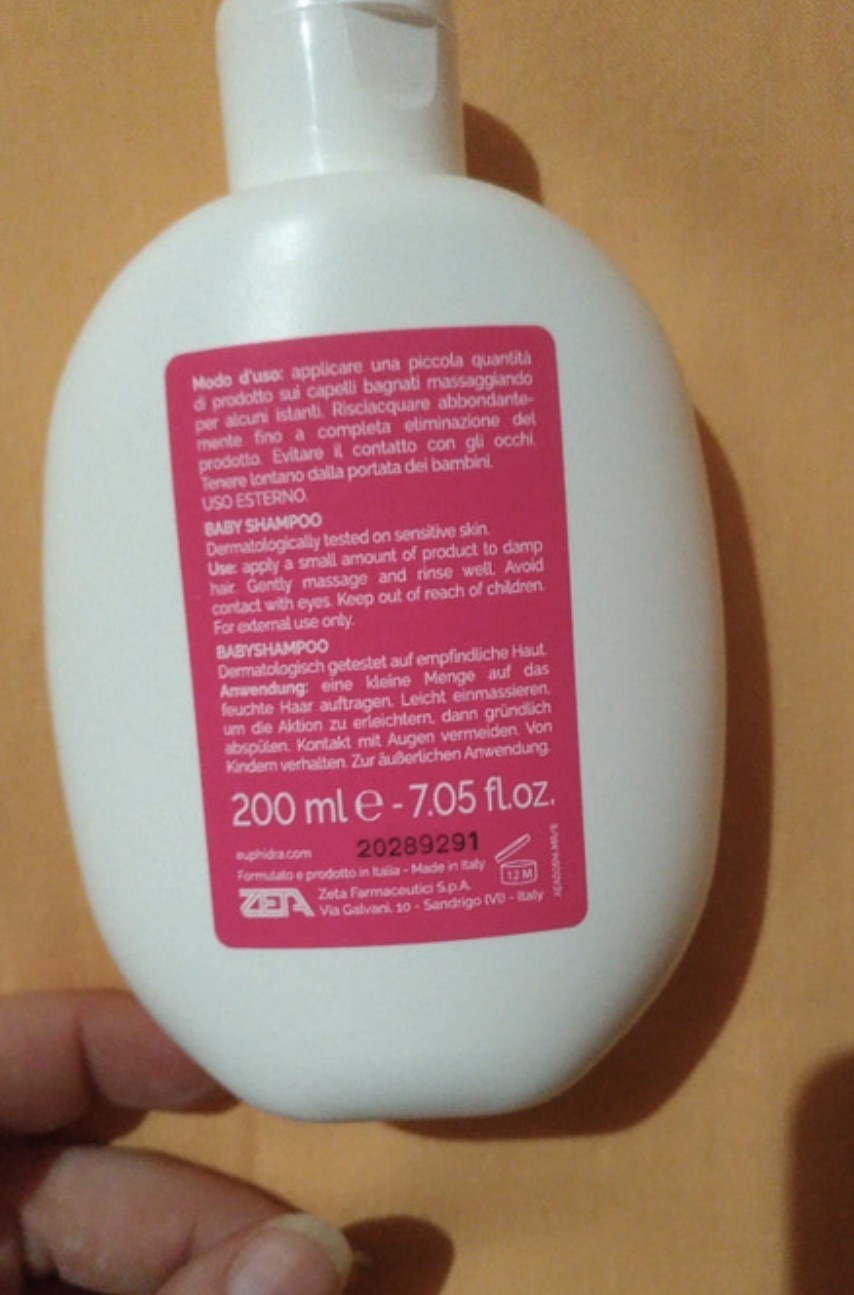 Modo d'uso: applicare una piccola quantità
di prodotto sui capelli bagnati massaggiando
per alcuni istanti. Risciacquare abbondante-
mente fino a completa eliminazione del
prodotto. Evitare il contatto con gli occhi.
Tenere lontano dalla portata dei bambini.
USO ESTERNO.
BABY SHAMPOO
Dermatologically tested on sensitive skin.
Use: apply a small amount of product to damp
hair. Gently massage and rinse well. Avoid
contact with eyes. Keep out of reach of children.
For external use only.
BABYSHAMPOO
Dermatologisch getestet auf empfindliche Haut.
Anwendung: eine kleine Menge auf das
feuchte Haar auftragen. Leicht einmassieren,
um die Aktion zu erleichtern, dann gründlich
abspülen. Kontakt mit Augen vermeiden. Von
Kindern verhalten. Zur äußerlichen Anwendung.
200 ml e - 7.05 fl.oz.
20289291
euphidra.com
Formulato e prodotto in Italia - Made in Italy
12 M
ZETA
Zeta Farmaceutici S.p.A.
Via Galvani, 10 - Sandrigo (VI) - Italy